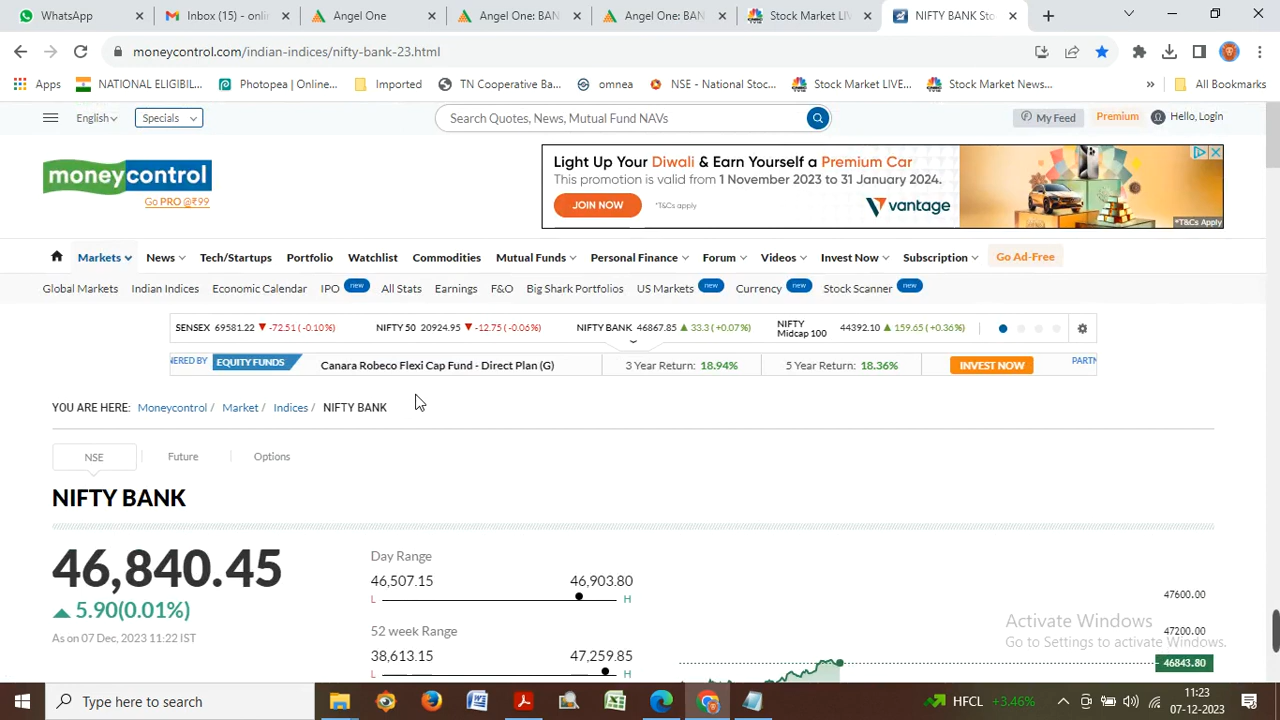 WhatsApp
Inbox (15) - onli
Angel One
Angel One: BAN
Angel One: BAN
Stock Market LIV
NIFTY BANK Sto
moneycontrol.com/indian-indices/nifty-bank-23.html
Apps
NATIONAL ELIGIBIL...
Photopea | Online...
Imported
TN Cooperative Ba...
omnea
NSE - National Stoc...
Stock Market LIVE...
Stock Market News...
»
All Bookmarks
English
Specials
Search Quotes, News, Mutual Fund NAVs
My Feed
Premium
Hello, Login
moneycontrol
Go PRO @₹99
Light Up Your Diwali & Earn Yourself a Premium Car
This promotion is valid from 1 November 2023 to 31 January 2024.
JOIN NOW
*T&Cs apply
vantage
*T&Cs Apply
Markets
News
Tech/Startups
Portfolio
Watchlist
Commodities
Mutual Funds
Personal Finance
Forum
Videos
Invest Now
Subscription
Go Ad-Free
Global Markets
Indian Indices
Economic Calendar
IPO new
All Stats
Earnings
F&O
Big Shark Portfolios
US Markets new
Currency new
Stock Scanner new
SENSEX 69581.22 -72.51 ( -0.10%)
NIFTY 50 20924.95 -12.75 (-0.06%)
NIFTY BANK 46867.85 33.3 (+0.07%)
NIFTY Midcap 100 44392.10 159.65 (+0.36%)
ERED BY
EQUITY FUNDS
Canara Robeco Flexi Cap Fund - Direct Plan (G)
3 Year Return: 18.94%
5 Year Return: 18.36%
INVEST NOW
PARTN
YOU ARE HERE: Moneycontrol / Market / Indices / NIFTY BANK
NSE
Future
Options
NIFTY BANK
46,840.45
5.90(0.01%)
As on 07 Dec, 2023 11:22 IST
Day Range
46,507.15
46,903.80
L
H
52 week Range
38,613.15
47,259.85
L
H
47600.00
47200.00
46843.80
Activate Windows
Go to Settings to activate Windows.
Type here to search
HFCL +3.46%
11:23
07-12-2023